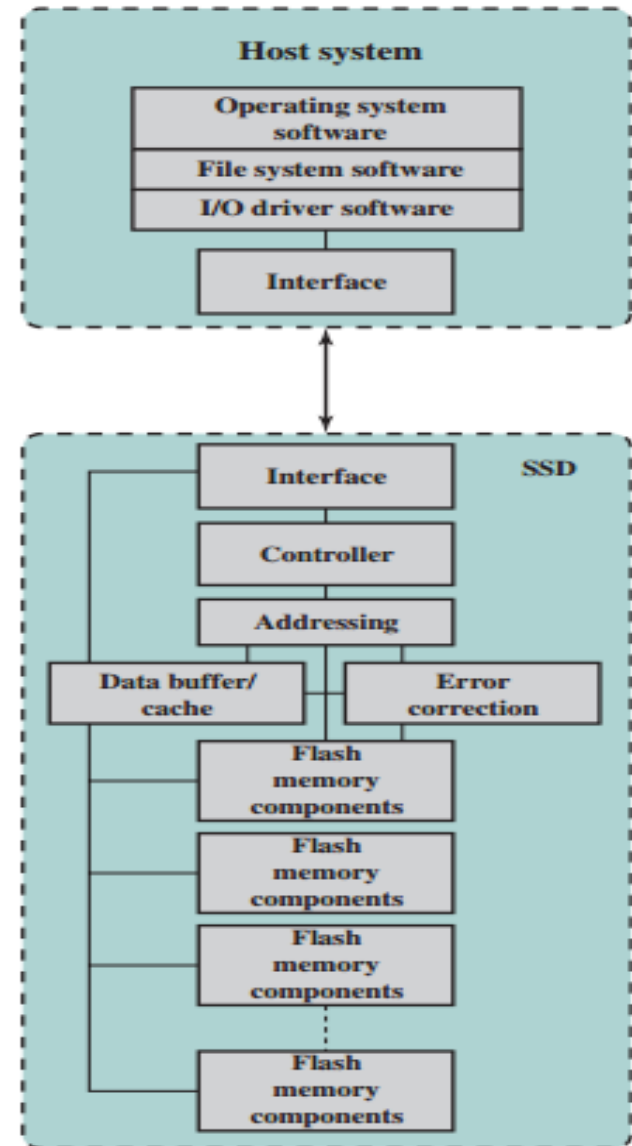 Host system
Operating system
software
File system software
I/O driver software
Interface
SSD
Interface
Controller
Addressing
Data buffer/
cache
Error
correction
Flash
memory
components
Flash
memory
components
Flash
memory
components
Flash
memory
components